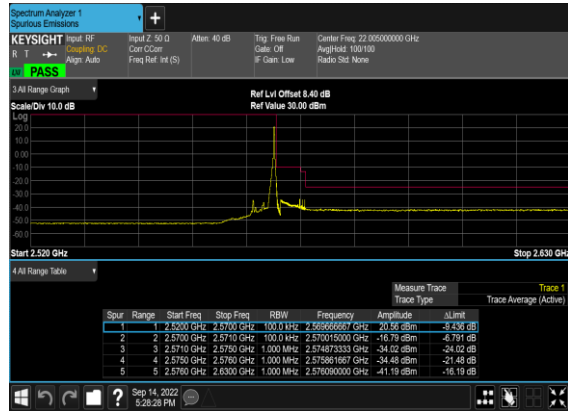 Spectrum Analyzer 1
Spurious Emissions
+
KEYSIGHT Input: RF Input Z: 50 Ω Atten: 40 dB Trig: Free Run Center Freq: 22.005000000 GHz
R T Coupling: DC Corr CCorr Gate: Off Avg|Hold: 100/100
Align: Auto Freq Ref: Int (S) IF Gain: Low Radio Std: None
PASS
3 All Range Graph
Ref Lvl Offset 8.40 dB
Scale/Div 10.0 dB Ref Value 30.00 dBm
Log
20.0
10.0
0.00
-10.0
-20.0
-30.0
-40.0
-50.0
-60.0
Start 2.520 GHz Stop 2.630 GHz
4 All Range Table
Measure Trace Trace 1
Trace Type Trace Average (Active)
Spur Range Start Freq Stop Freq RBW Frequency Amplitude ΔLimit
1 1 2.5200 GHz 2.5700 GHz 100.0 kHz 2.569666667 GHz 20.56 dBm -9.436 dB
2 2 2.5700 GHz 2.5710 GHz 100.0 kHz 2.570015000 GHz -16.79 dBm -6.791 dB
3 3 2.5710 GHz 2.5750 GHz 1.000 MHz 2.574873333 GHz -34.02 dBm -24.02 dB
4 4 2.5750 GHz 2.5760 GHz 1.000 MHz 2.575861667 GHz -34.48 dBm -21.48 dB
5 5 2.5760 GHz 2.6300 GHz 1.000 MHz 2.576090000 GHz -41.19 dBm -16.19 dB
? Sep 14, 2022
5:28:28 PM